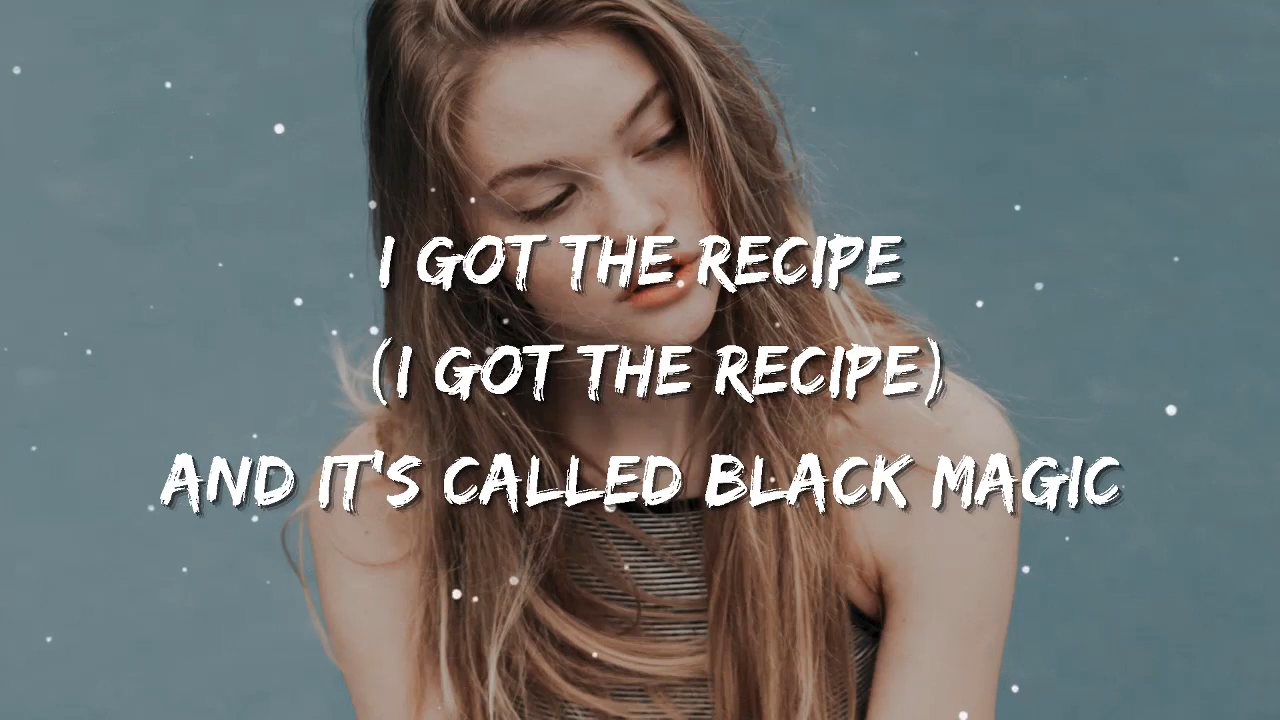 I GOT THE RECIPE
(I GOT THE RECIPE)
AND IT'S CALLED BLACK MAGIC